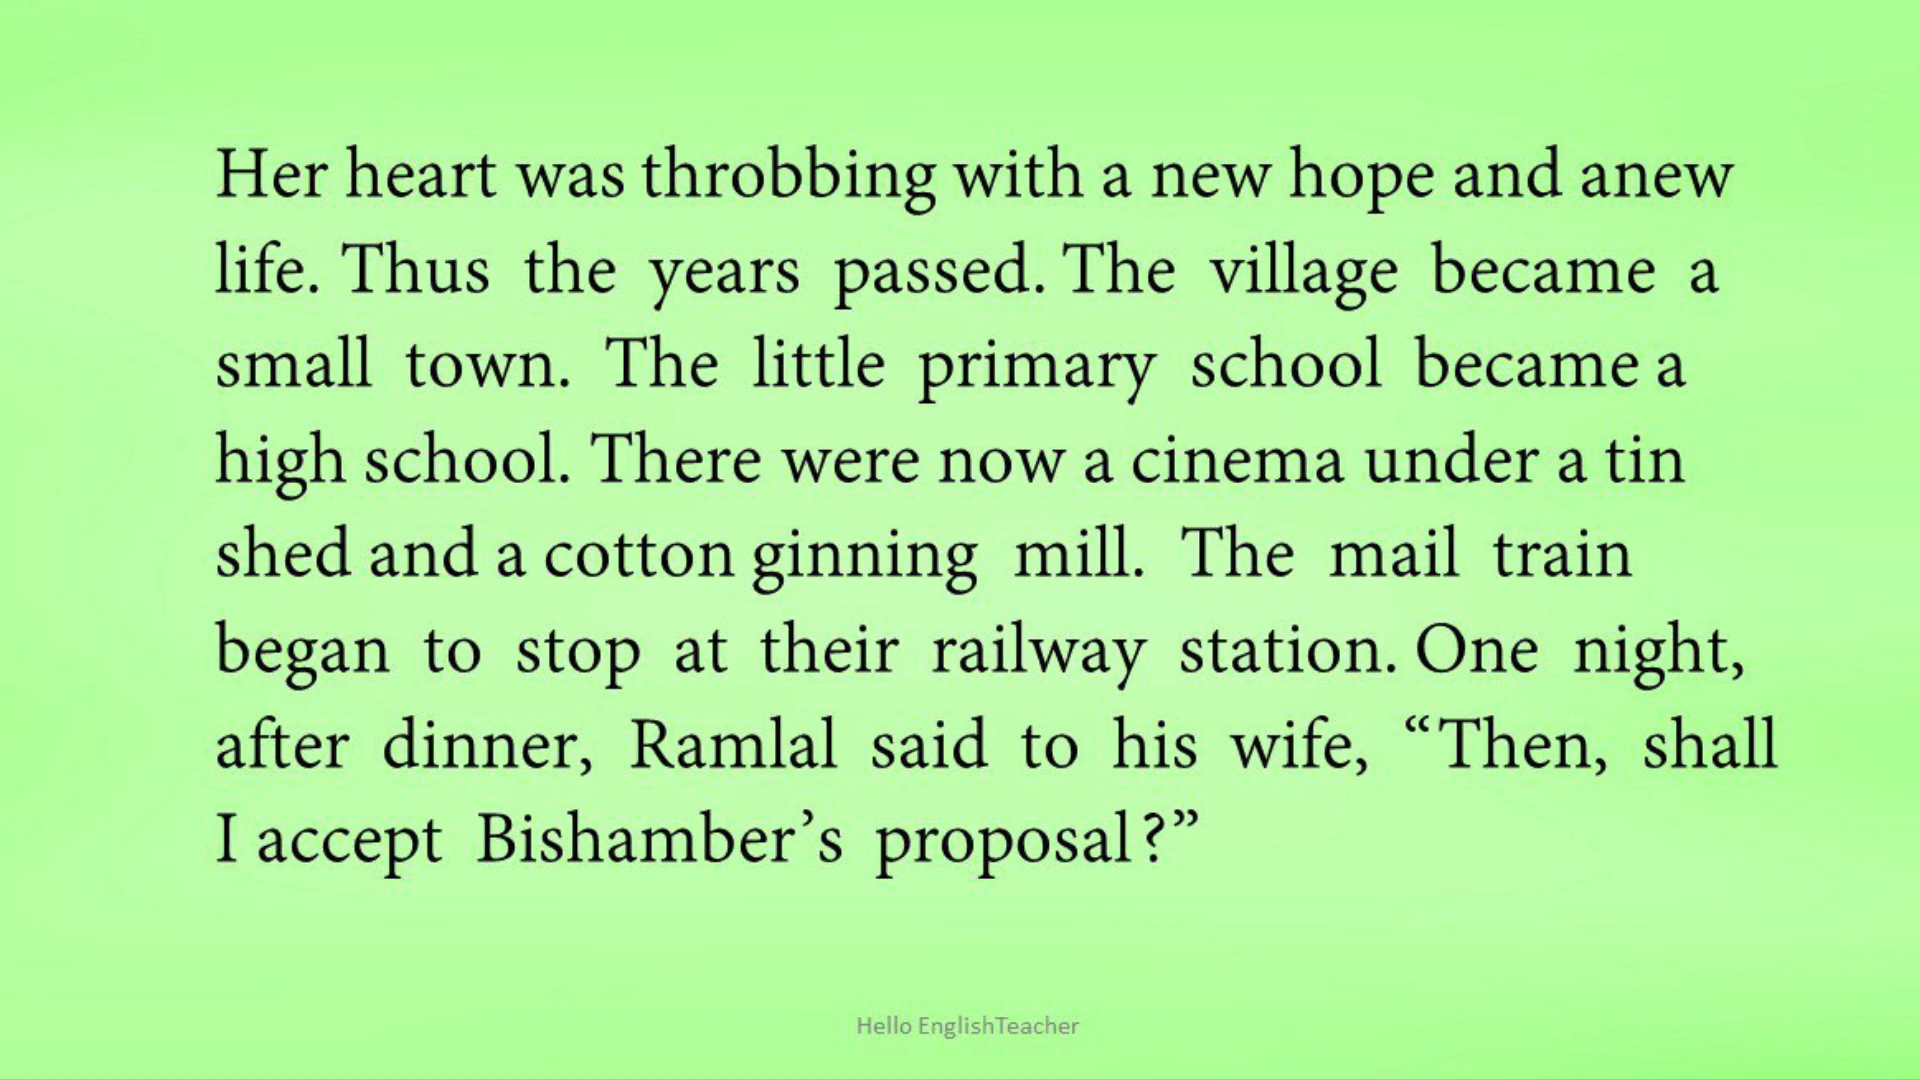 Her heart was throbbing with a new hope and anew
life. Thus the years passed. The village became a
small town. The little primary school became a
high school. There were now a cinema under a tin
shed and a cotton ginning mill. The mail train
began to stop at their railway station. One night,
after dinner, Ramlal said to his wife, “Then, shall
I accept Bishamber’s proposal?”
Hello EnglishTeacher